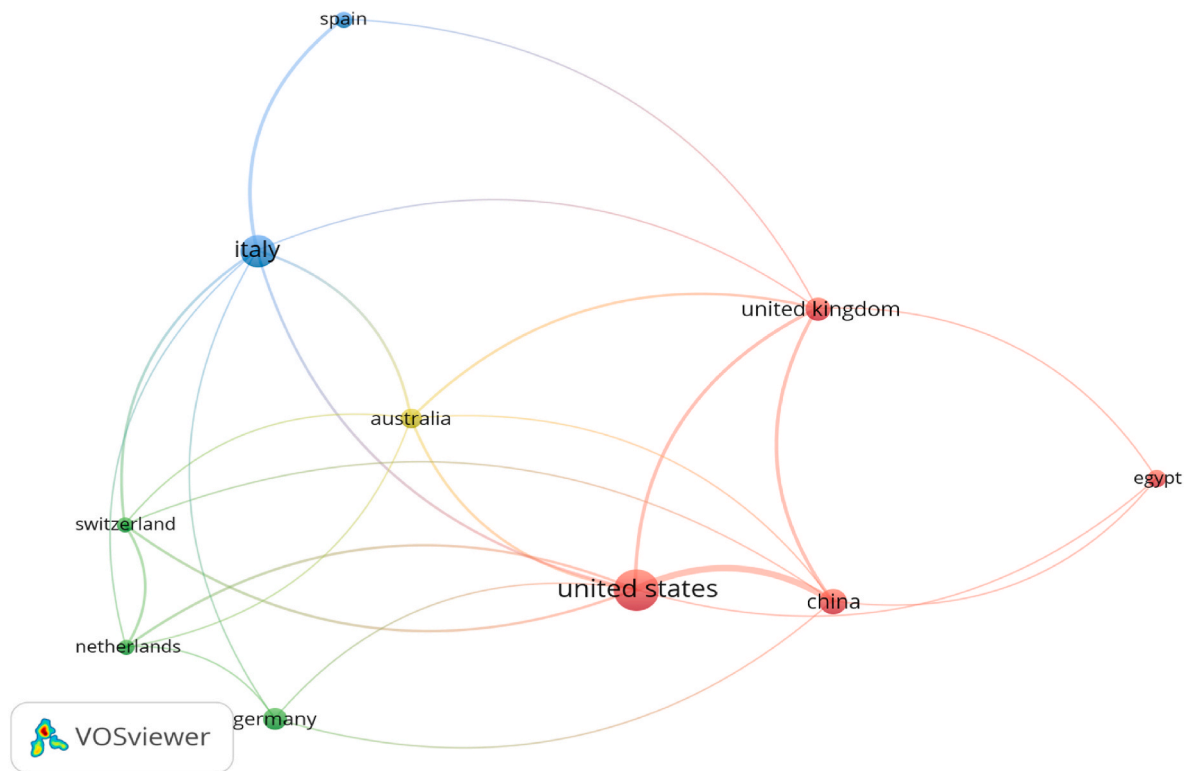 spain
italy
united kingdom
australia
egypt
switzerland
united states
china
netherlands
germany
VOSviewer